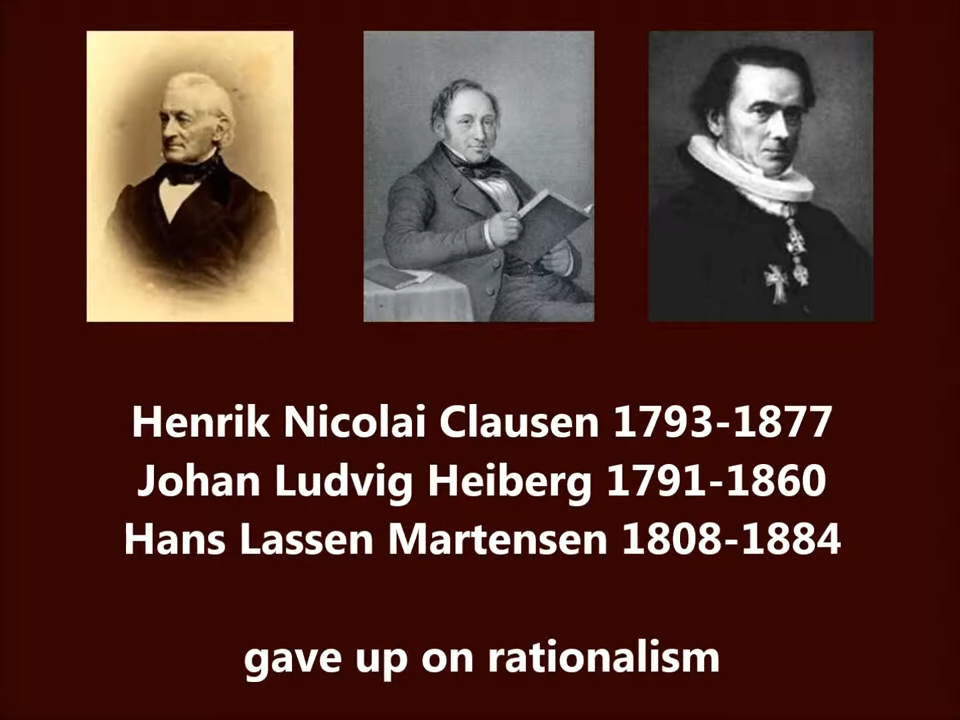 Henrik Nicolai Clausen 1793-1877
Johan Ludvig Heiberg 1791-1860
Hans Lassen Martensen 1808-1884
gave up on rationalism